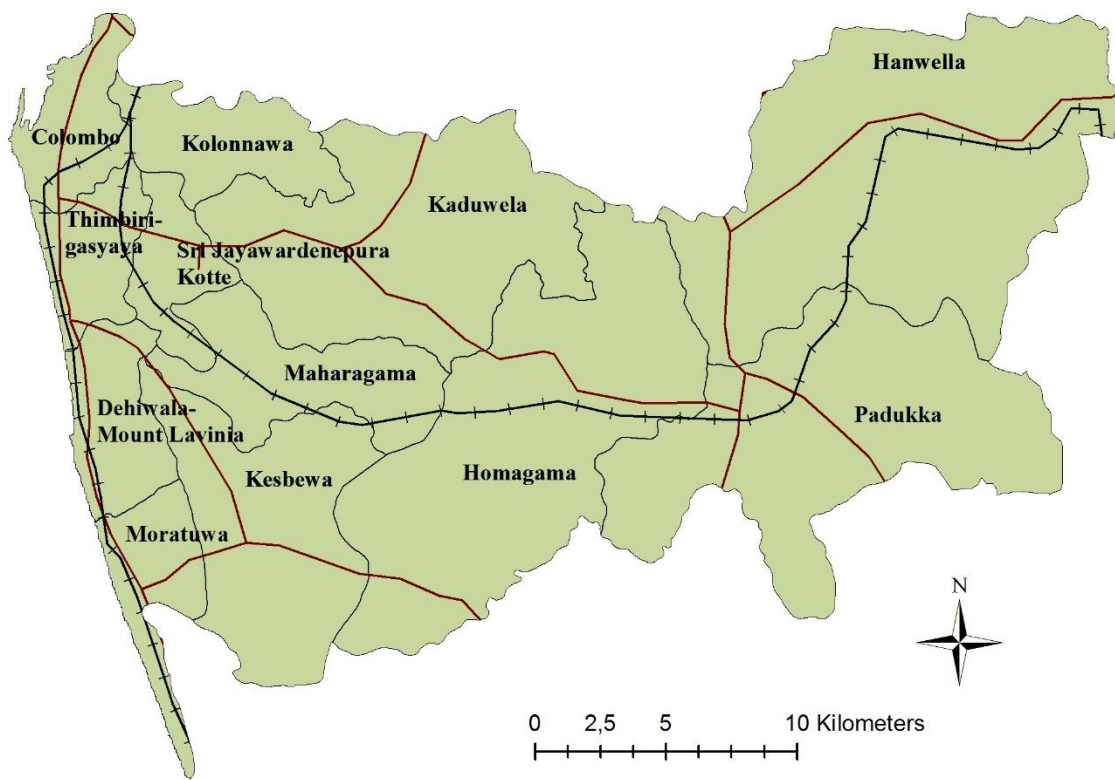 Hanwella
Colombo
Kolonnawa
Kaduwela
Thimbiri-
gasyaya
Sri Jayawardenepura
Kotte
Maharagama
Dehiwala-
Mount Lavinia
Padukka
Kesbewa
Homagama
Moratuwa
N
0 2,5 5 10 Kilometers